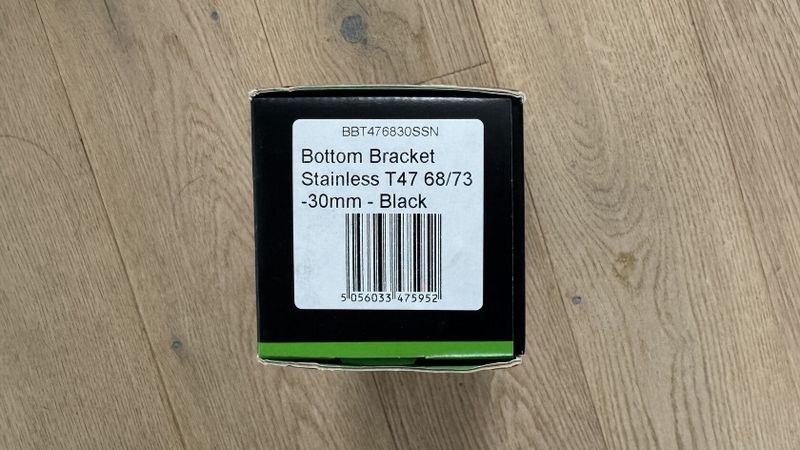 BBT476830SSN
Bottom Bracket
Stainless T47 68/73
-30mm - Black
5 056033 475952